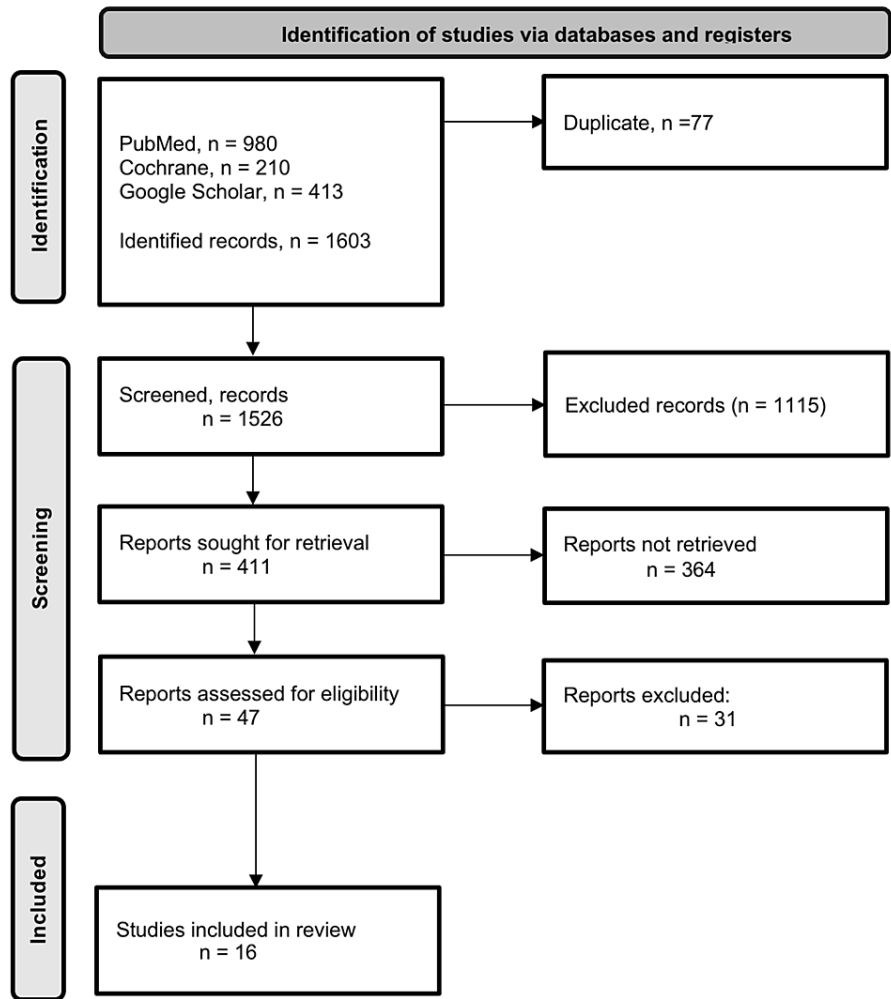 Identification of studies via databases and registers
Identification
PubMed, n = 980
Cochrane, n = 210
Google Scholar, n = 413
Identified records, n = 1603
Duplicate, n =77
Screening
Screened, records
n = 1526
Excluded records (n = 1115)
Reports sought for retrieval
n = 411
Reports not retrieved
n = 364
Reports assessed for eligibility
n = 47
Reports excluded:
n = 31
Included
Studies included in review
n = 16